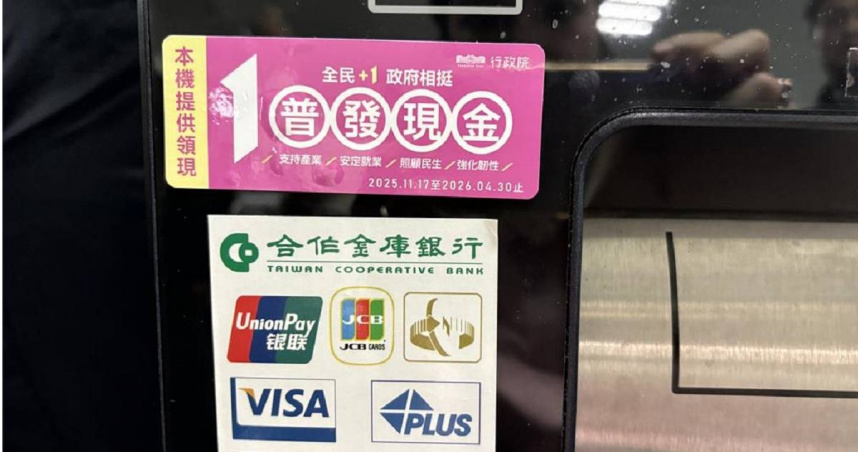 本機提供領現
行政院
全民+1 政府相挺
1普發現金
支持產業／安定就業／照顧民生／強化韌性／
2025.11.17至2026.04.30止
合作金庫銀行
TAIWAN COOPERATIVE BANK
UnionPay
银联
JCB
JCB CARDS
VISA
PLUS